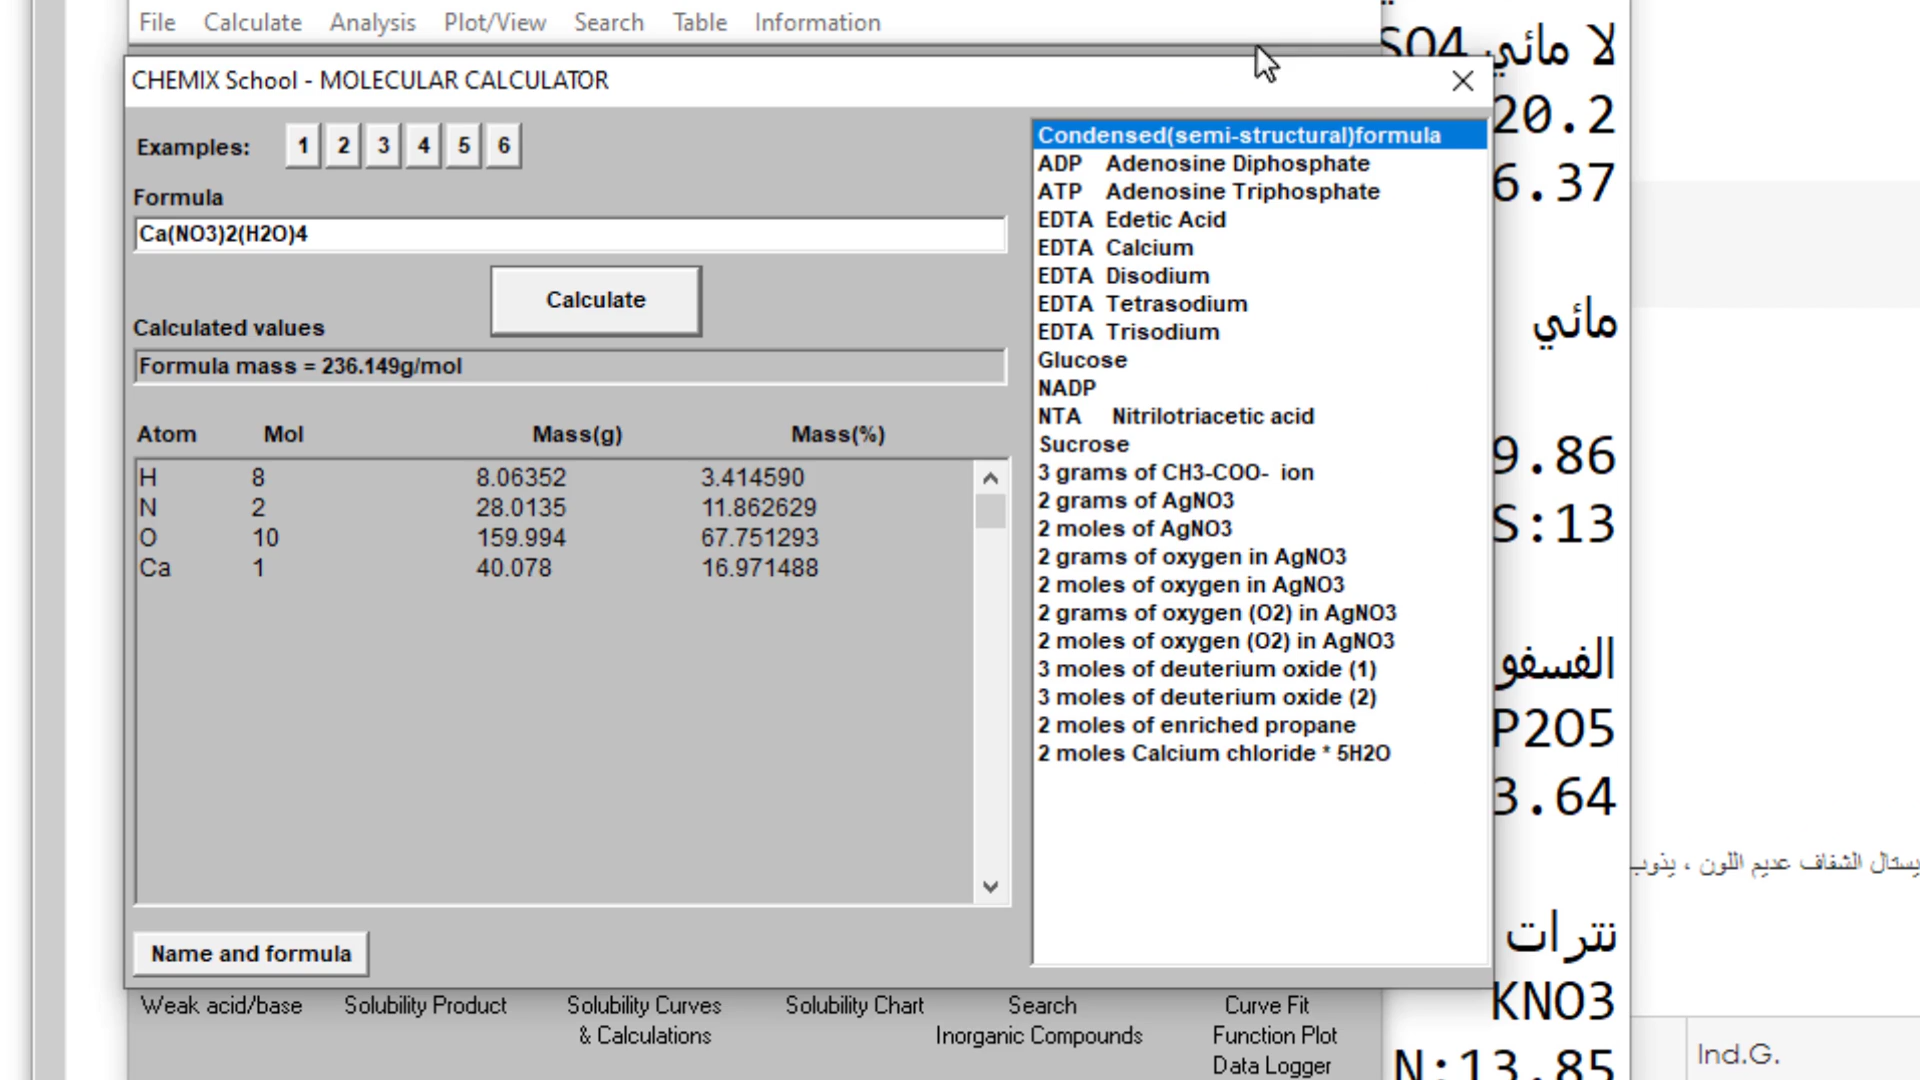 File Calculate Analysis Plot/View Search Table Information
CHEMIX School - MOLECULAR CALCULATOR
Examples: 1 2 3 4 5 6
Formula
Ca(NO3)2(H2O)4
Calculate
Calculated values
Formula mass = 236.149g/mol
Atom Mol Mass(g) Mass(%)
H 8 8.06352 3.414590
N 2 28.0135 11.862629
O 10 159.994 67.751293
Ca 1 40.078 16.971488
Name and formula
Condensed(semi-structural)formula
ADP Adenosine Diphosphate
ATP Adenosine Triphosphate
EDTA Edetic Acid
EDTA Calcium
EDTA Disodium
EDTA Tetrasodium
EDTA Trisodium
Glucose
NADP
NTA Nitrilotriacetic acid
Sucrose
3 grams of CH3-COO- ion
2 grams of AgNO3
2 moles of AgNO3
2 grams of oxygen in AgNO3
2 moles of oxygen in AgNO3
2 grams of oxygen (O2) in AgNO3
2 moles of oxygen (O2) in AgNO3
3 moles of deuterium oxide (1)
3 moles of deuterium oxide (2)
2 moles of enriched propane
2 moles Calcium chloride * 5H2O
Weak acid/base Solubility Product Solubility Curves Solubility Chart Search Curve Fit
& Calculations Inorganic Compounds Function Plot
Data Logger
لا مائي SO4
20.2
6.37
مائي
9.86
S:13
الفسفو
P2O5
3.64
نترات
KNO3
N:13.85
الشفاف عديم اللون ، يذوب
Ind.G.